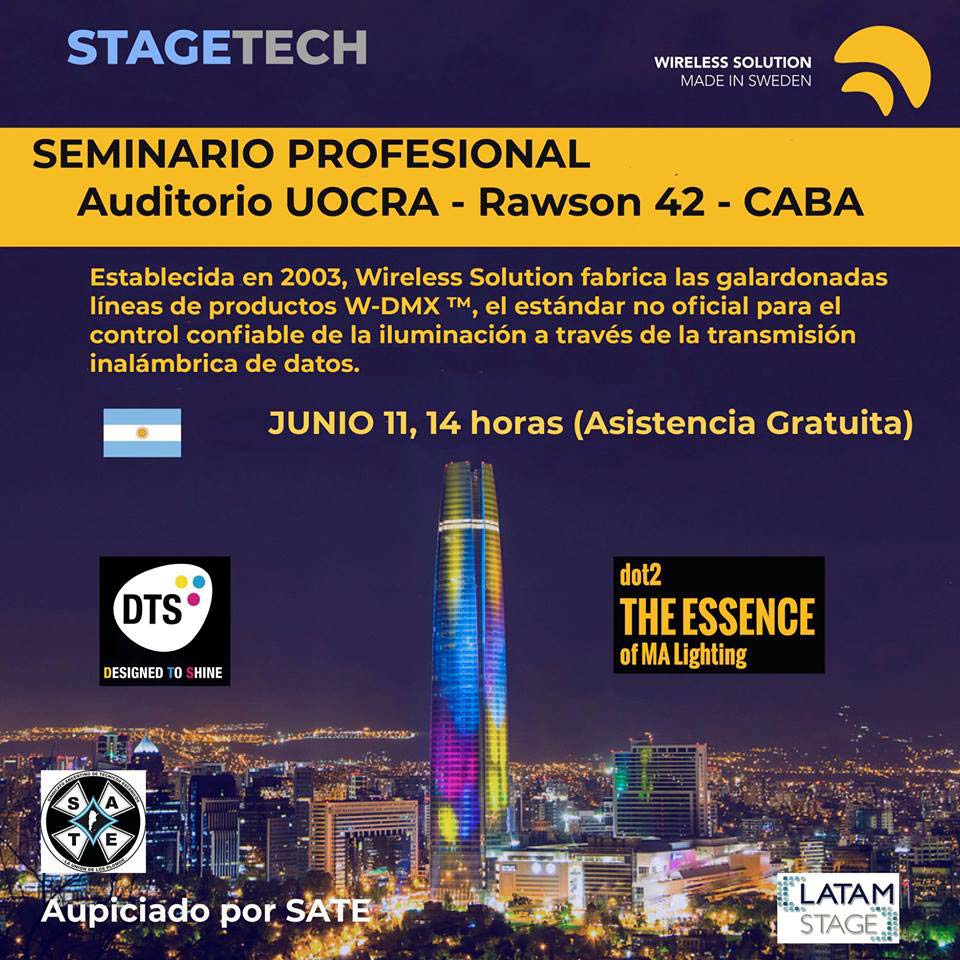 STAGETECH
WIRELESS SOLUTION
MADE IN SWEDEN
SEMINARIO PROFESIONAL
Auditorio UOCRA - Rawson 42 - CABA
Establecida en 2003, Wireless Solution fabrica las galardonadas
líneas de productos W-DMX ™, el estándar no oficial para el
control confiable de la iluminación a través de la transmisión
inalámbrica de datos.
JUNIO 11, 14 horas (Asistencia Gratuita)
DTS
DESIGNED TO SHINE
dot2
THE ESSENCE
of MA Lighting
S A
T E
Aupiciado por SATE
LATAM
STAGE